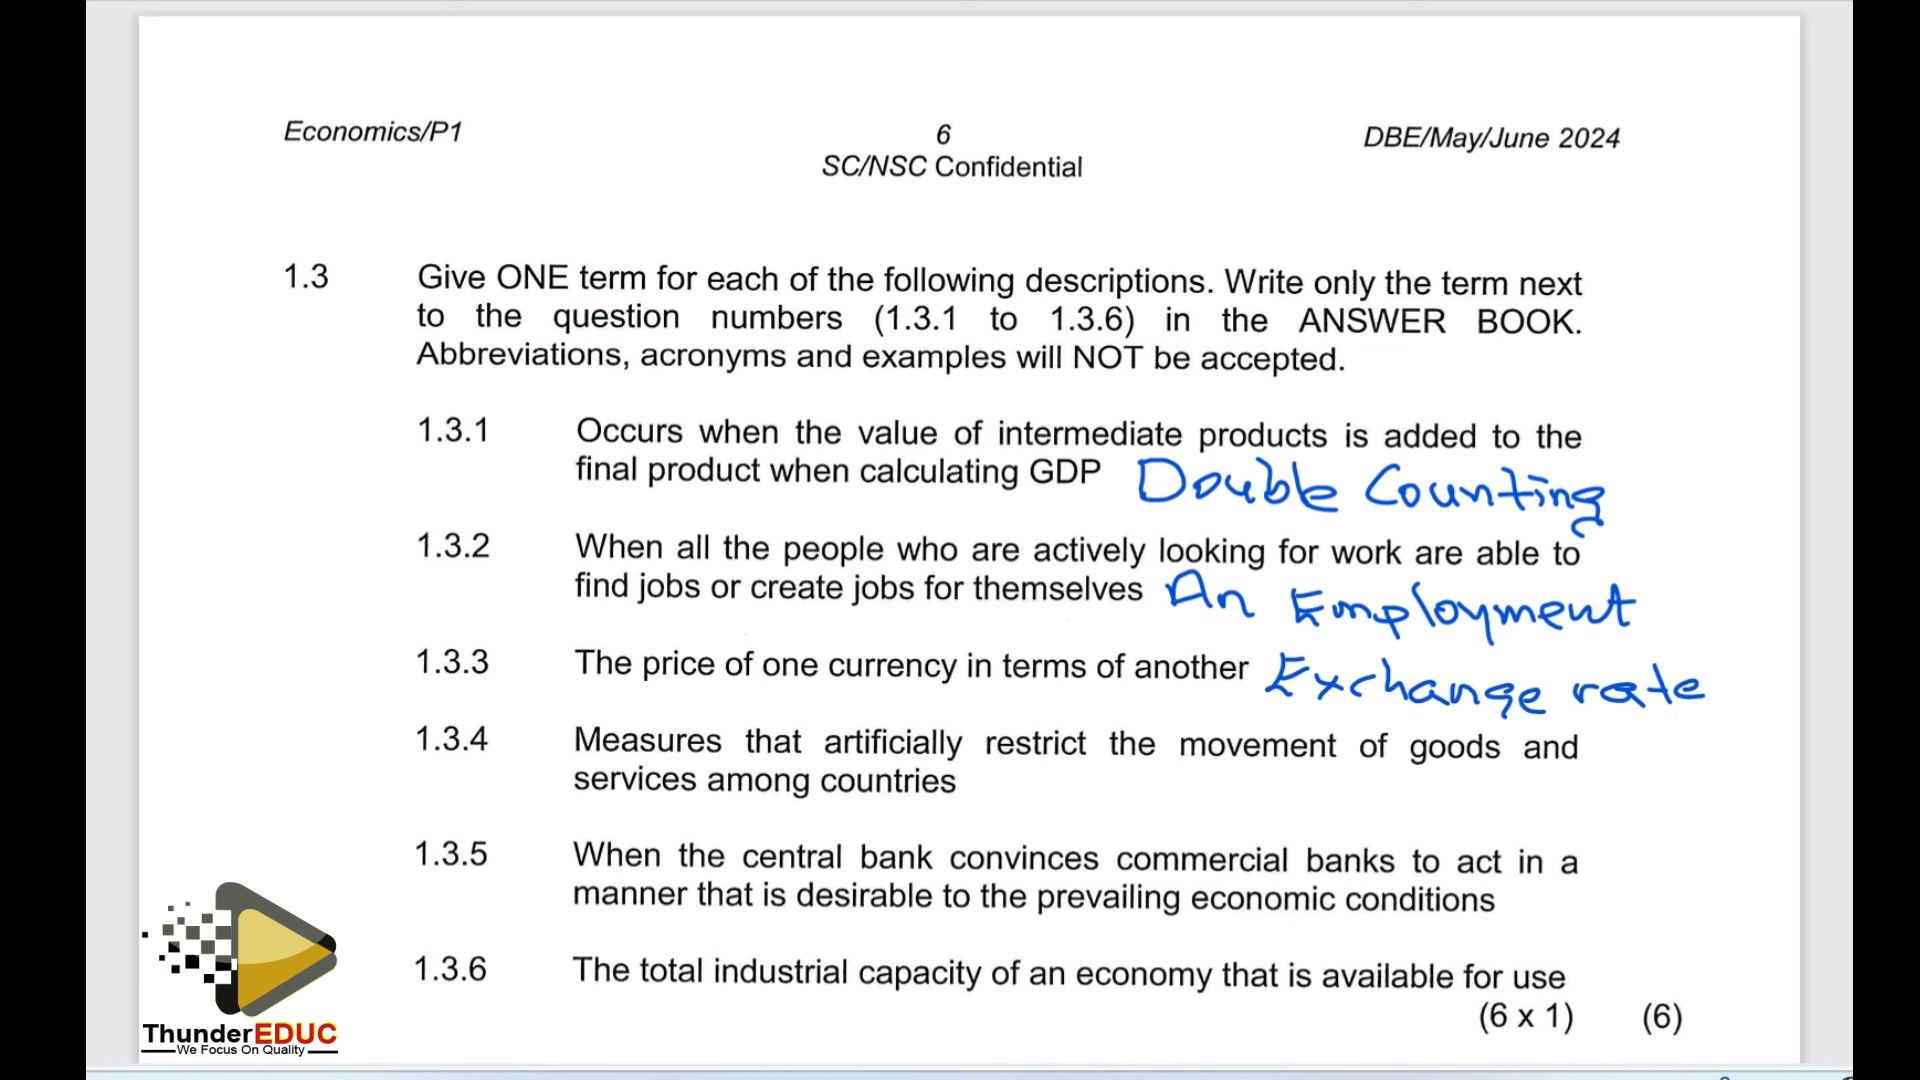 Economics/P1 6 DBE/May/June 2024
SC/NSC Confidential
1.3 Give ONE term for each of the following descriptions. Write only the term next
to the question numbers (1.3.1 to 1.3.6) in the ANSWER BOOK.
Abbreviations, acronyms and examples will NOT be accepted.
1.3.1 Occurs when the value of intermediate products is added to the
final product when calculating GDP Double Counting
1.3.2 When all the people who are actively looking for work are able to
find jobs or create jobs for themselves An Employment
1.3.3 The price of one currency in terms of another Exchange rate
1.3.4 Measures that artificially restrict the movement of goods and
services among countries
1.3.5 When the central bank convinces commercial banks to act in a
manner that is desirable to the prevailing economic conditions
1.3.6 The total industrial capacity of an economy that is available for use
(6 x 1) (6)
ThunderEDUC
We Focus On Quality